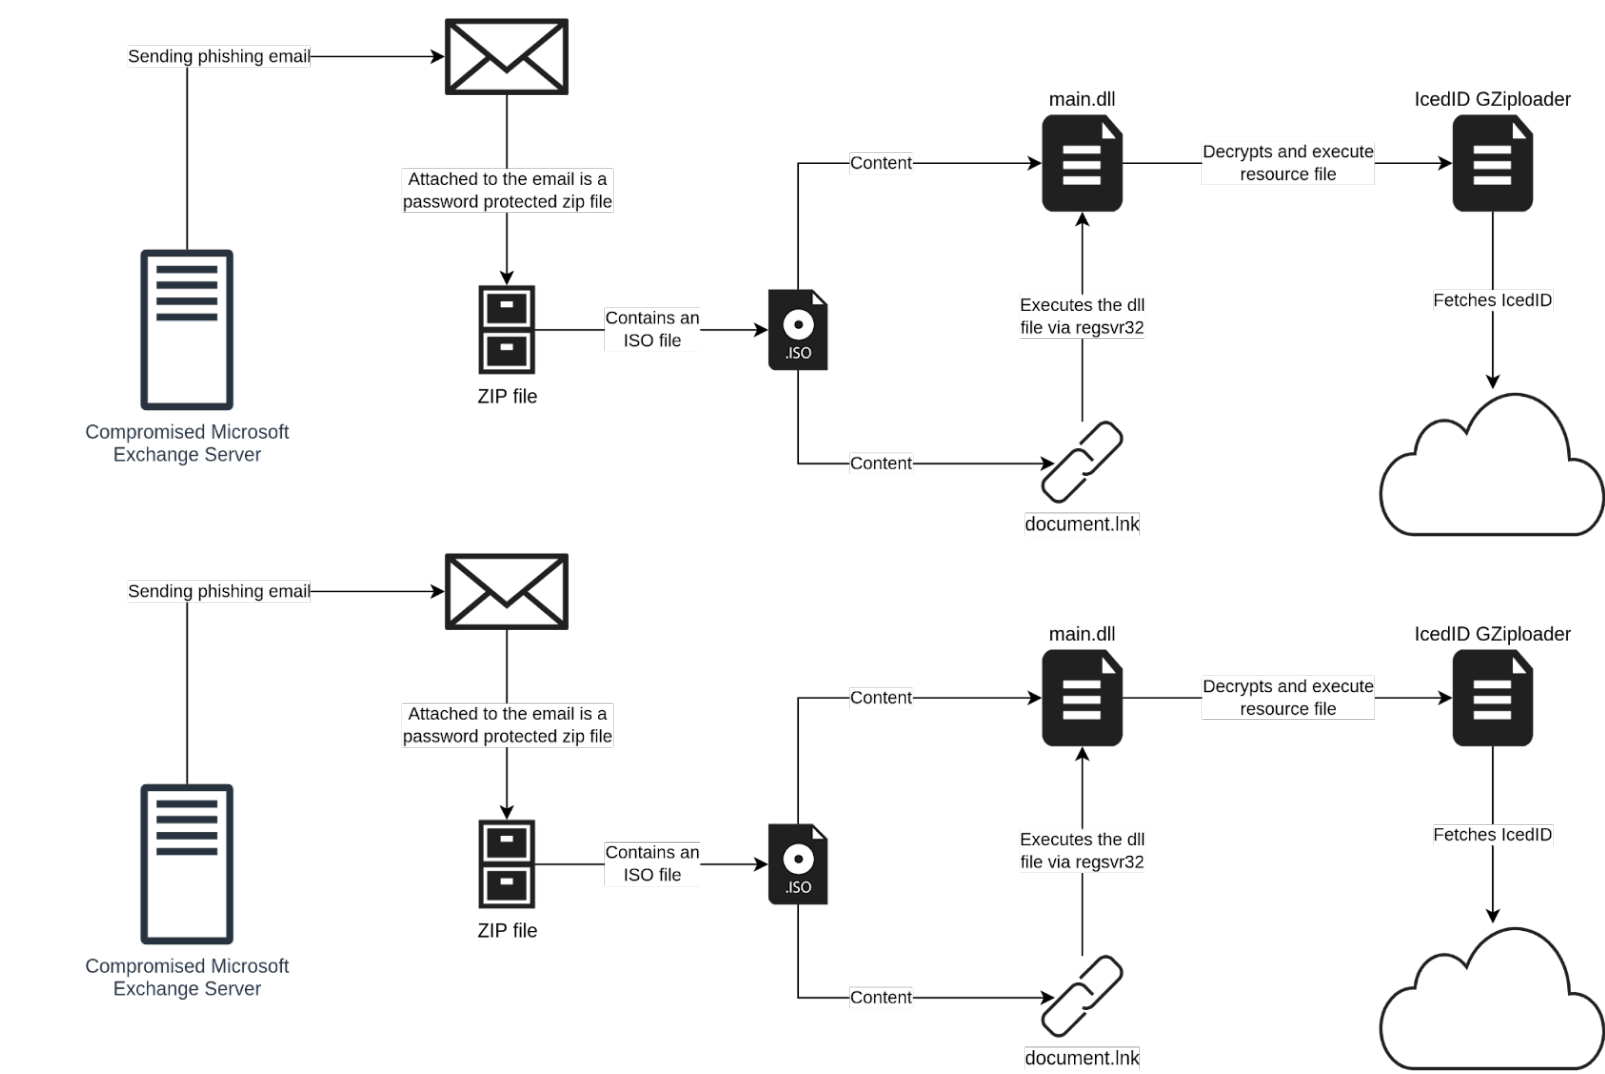 Sending phishing email
Attached to the email is a
password protected zip file
Compromised Microsoft
Exchange Server
ZIP file
Contains an
ISO file
.ISO
Content
Content
main.dll
Executes the dll
file via regsvr32
document.lnk
Decrypts and execute
resource file
IcedID GZiploader
Fetches IcedID
Sending phishing email
Attached to the email is a
password protected zip file
Compromised Microsoft
Exchange Server
ZIP file
Contains an
ISO file
.ISO
Content
Content
main.dll
Executes the dll
file via regsvr32
document.lnk
Decrypts and execute
resource file
IcedID GZiploader
Fetches IcedID